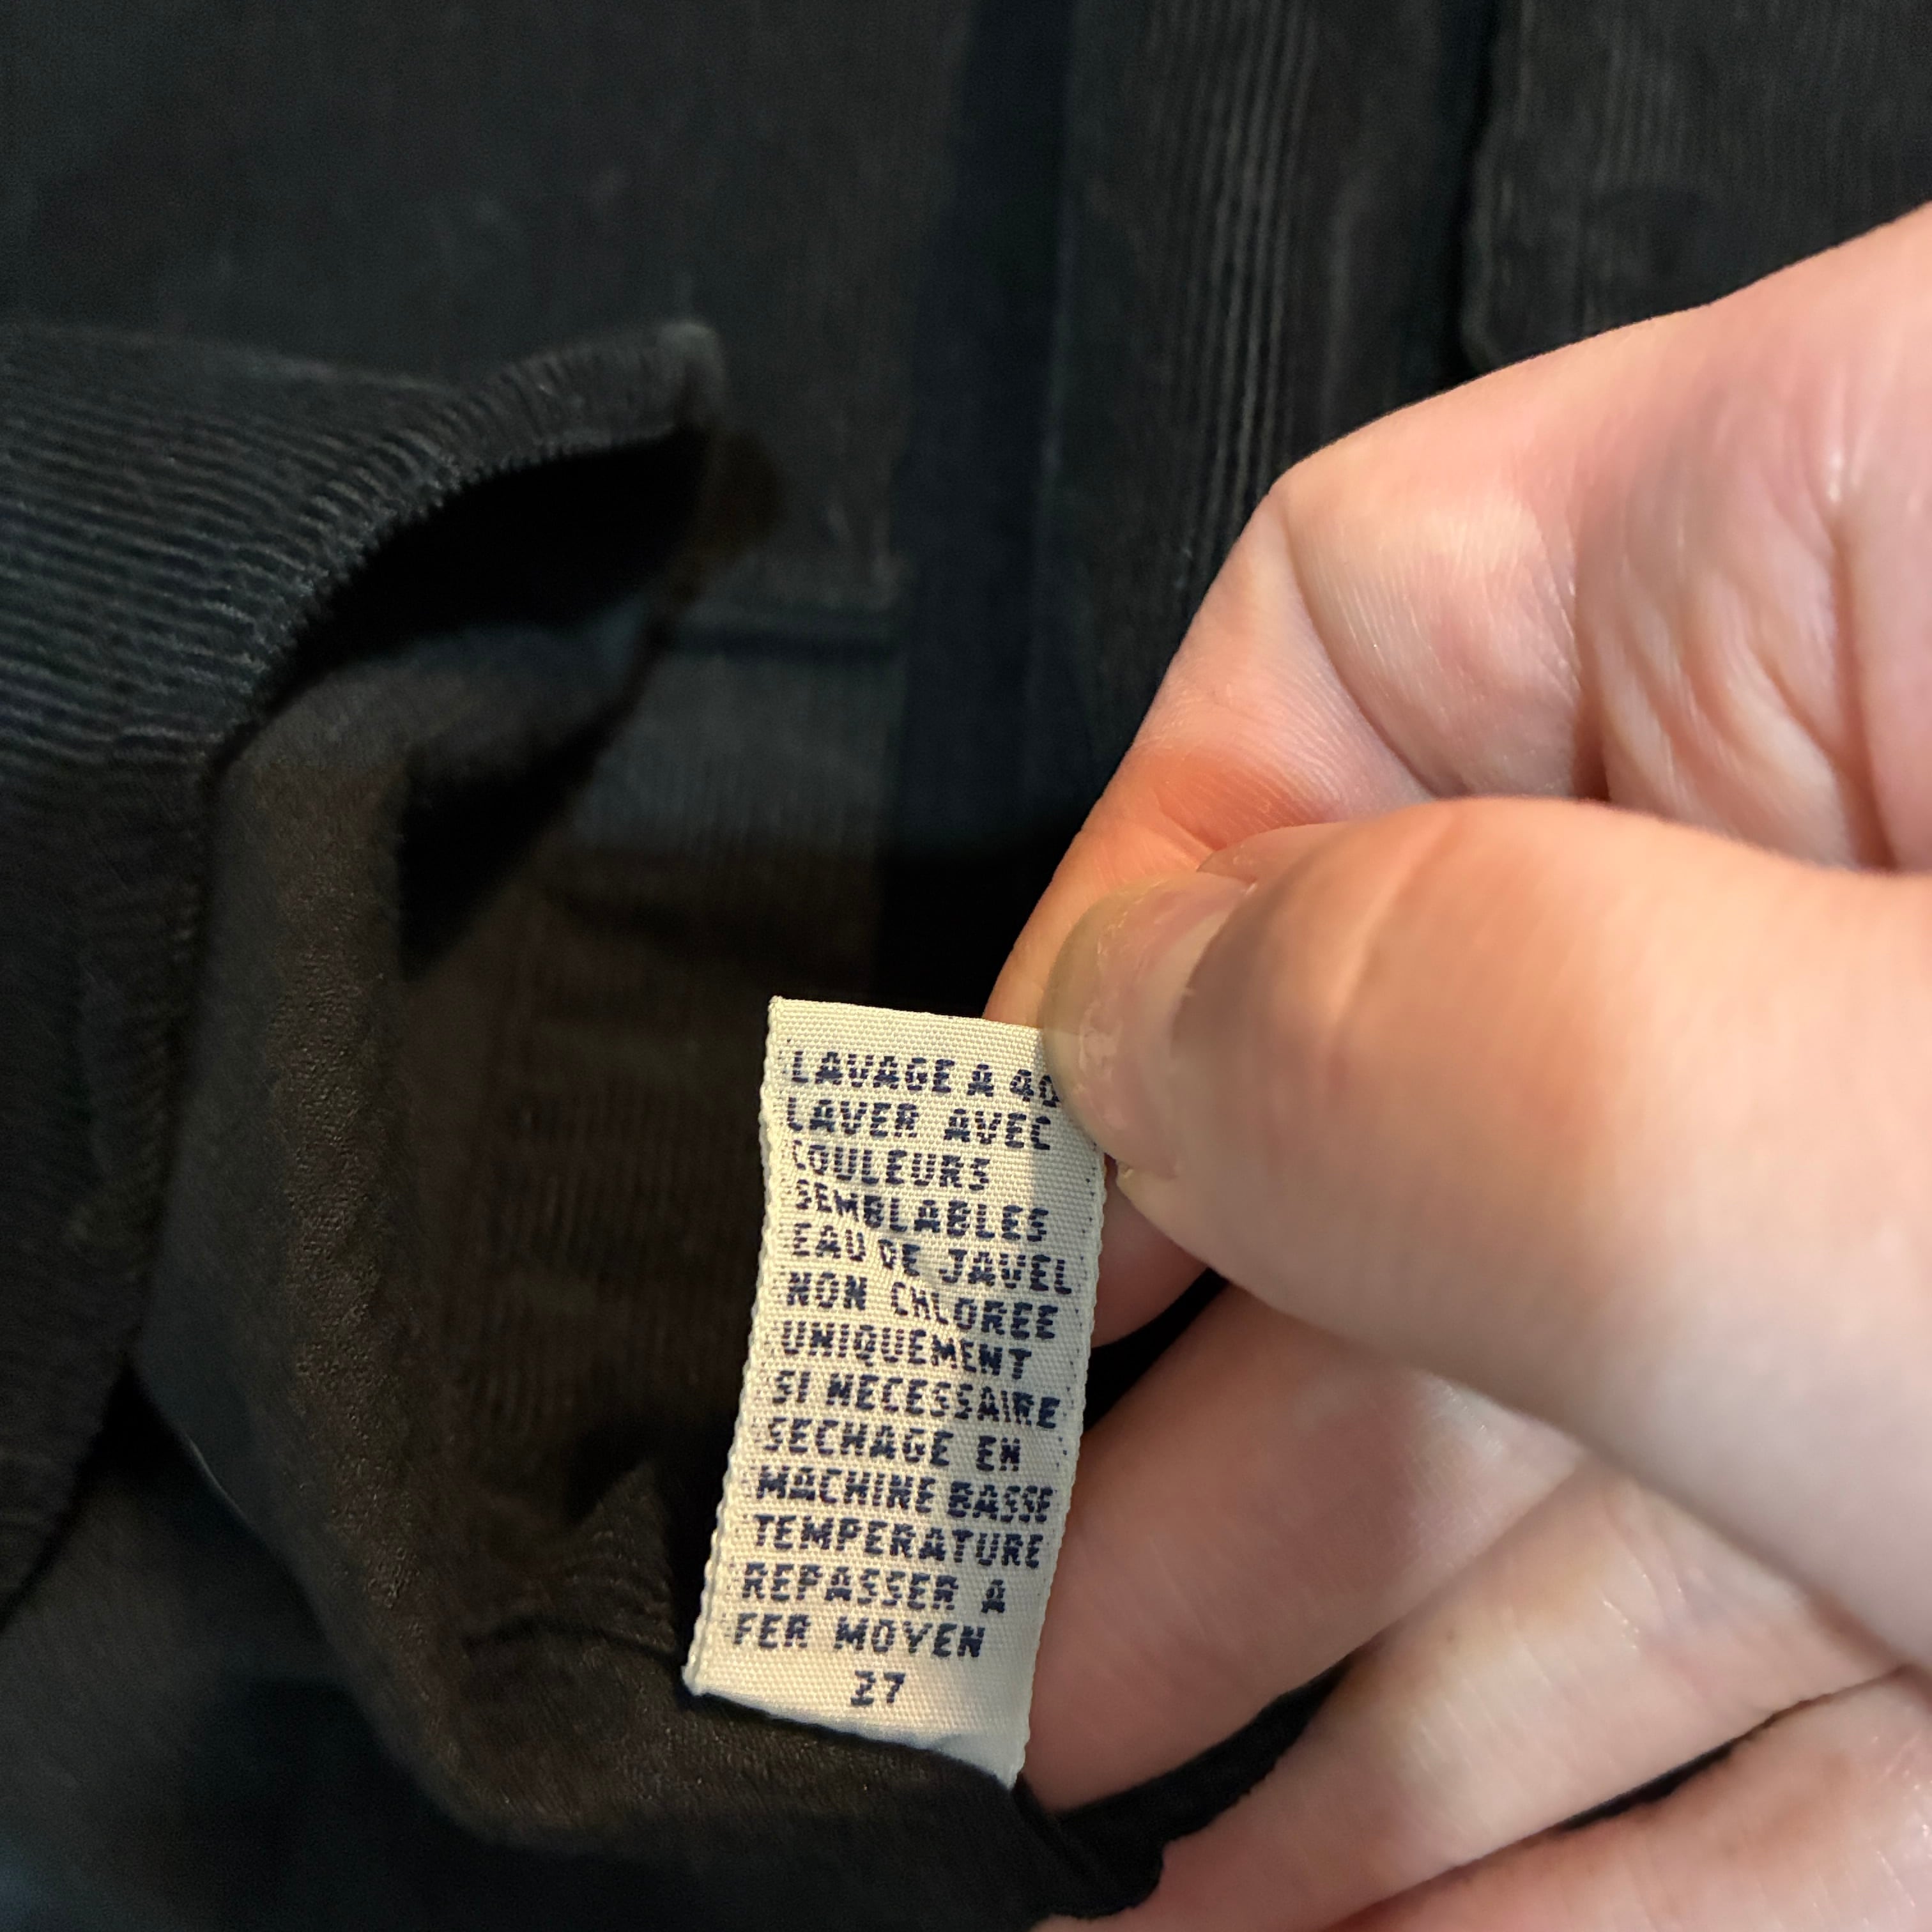 LAVAGE A 40
LAVER AVEC
COULEURS
SEMBLABLES
EAU DE JAVEL
NON CHLOREE
UNIQUEMENT
SI NECESSAIRE
SECHAGE EN
MACHINE BASSE
TEMPERATURE
REPASSER A
FER MOYEN
27